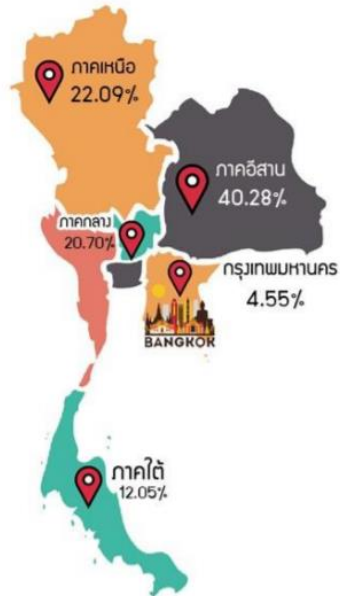 ภาคเหนือ
22.09%
ภาคอีสาน
40.28%
ภาคกลาง
20.70%
กรุงเทพมหานคร
4.55%
BANGKOK
ภาคใต้
12.05%